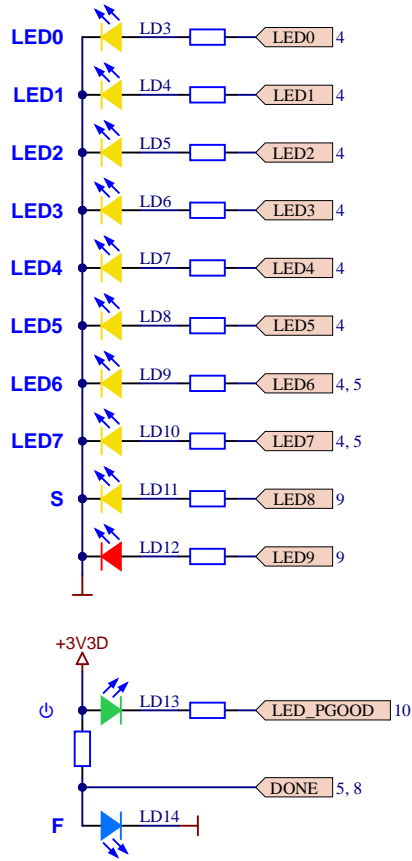 LED0 LD3 LED0 4
LED1 LD4 LED1 4
LED2 LD5 LED2 4
LED3 LD6 LED3 4
LED4 LD7 LED4 4
LED5 LD8 LED5 4
LED6 LD9 LED6 4, 5
LED7 LD10 LED7 4, 5
S LD11 LED8 9
LD12 LED9 9
+3V3D
LD13 LED_PGOOD 10
DONE 5, 8
F LD14